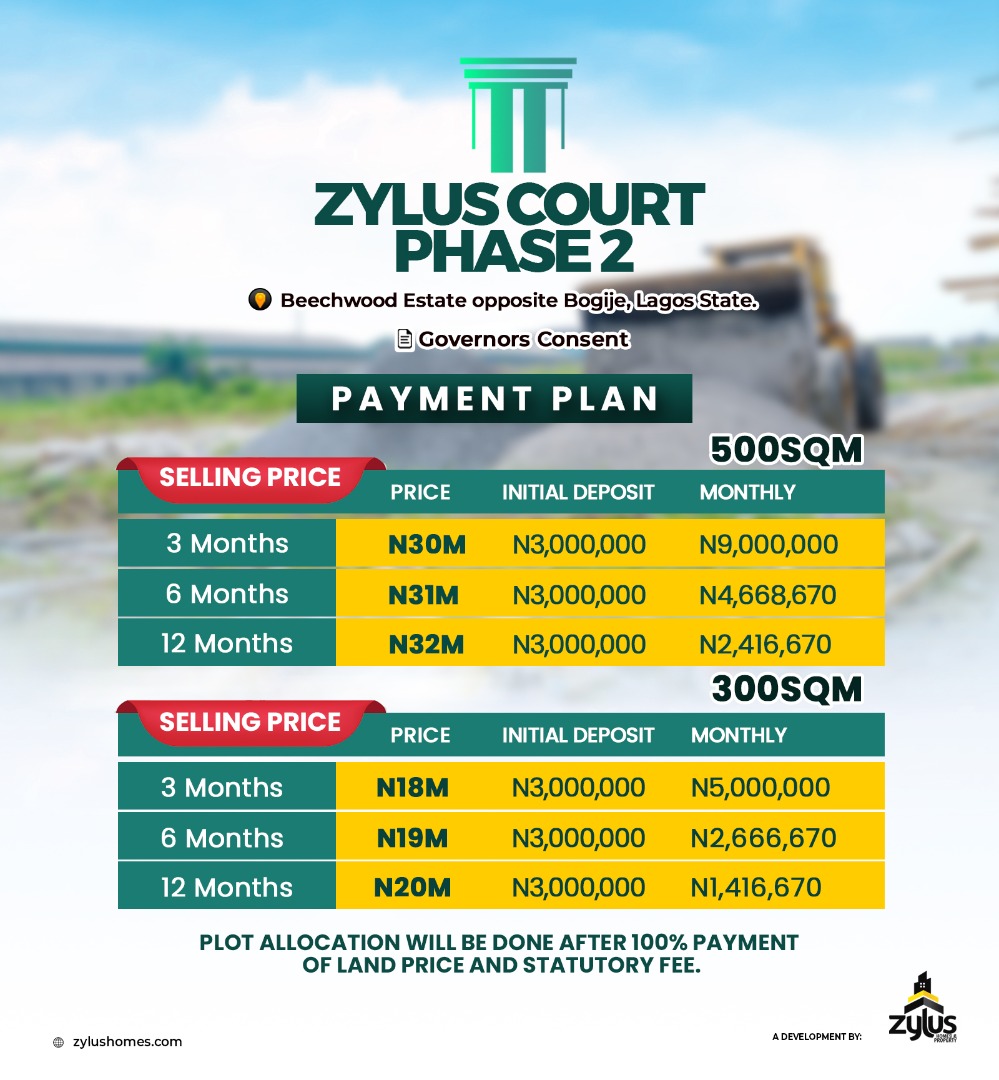 ZYLUS COURT
PHASE 2
Beechwood Estate opposite Bogije, Lagos State.
Governors Consent
PAYMENT PLAN
500SQM
SELLING PRICE PRICE INITIAL DEPOSIT MONTHLY
3 Months N30M N3,000,000 N9,000,000
6 Months N31M N3,000,000 N4,668,670
12 Months N32M N3,000,000 N2,416,670
300SQM
SELLING PRICE PRICE INITIAL DEPOSIT MONTHLY
3 Months N18M N3,000,000 N5,000,000
6 Months N19M N3,000,000 N2,666,670
12 Months N20M N3,000,000 N1,416,670
PLOT ALLOCATION WILL BE DONE AFTER 100% PAYMENT
OF LAND PRICE AND STATUTORY FEE.
zylushomes.com
A DEVELOPMENT BY:
zylus
HOMES &
PROPERTY